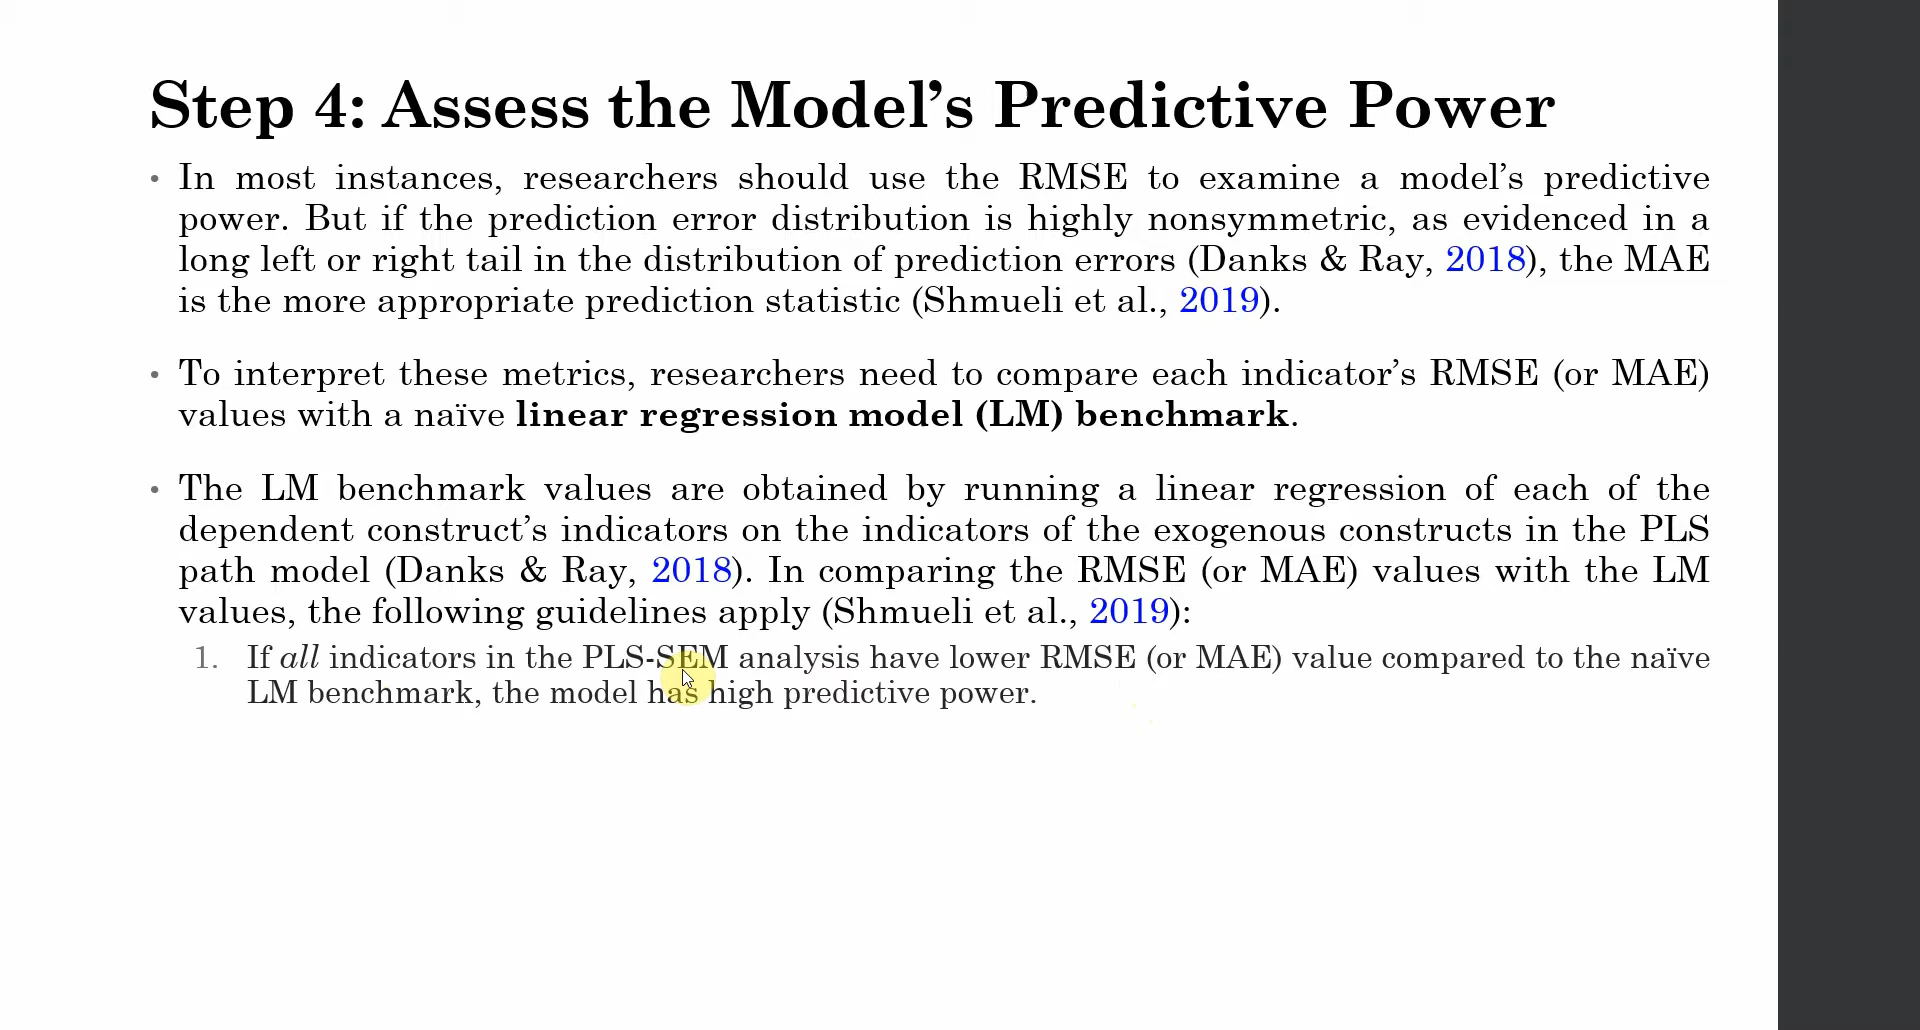 Step 4: Assess the Model’s Predictive Power
• In most instances, researchers should use the RMSE to examine a model’s predictive
power. But if the prediction error distribution is highly nonsymmetric, as evidenced in a
long left or right tail in the distribution of prediction errors (Danks & Ray, 2018), the MAE
is the more appropriate prediction statistic (Shmueli et al., 2019).
• To interpret these metrics, researchers need to compare each indicator’s RMSE (or MAE)
values with a naïve linear regression model (LM) benchmark.
• The LM benchmark values are obtained by running a linear regression of each of the
dependent construct’s indicators on the indicators of the exogenous constructs in the PLS
path model (Danks & Ray, 2018). In comparing the RMSE (or MAE) values with the LM
values, the following guidelines apply (Shmueli et al., 2019):
1. If all indicators in the PLS-SEM analysis have lower RMSE (or MAE) value compared to the naïve
LM benchmark, the model has high predictive power.